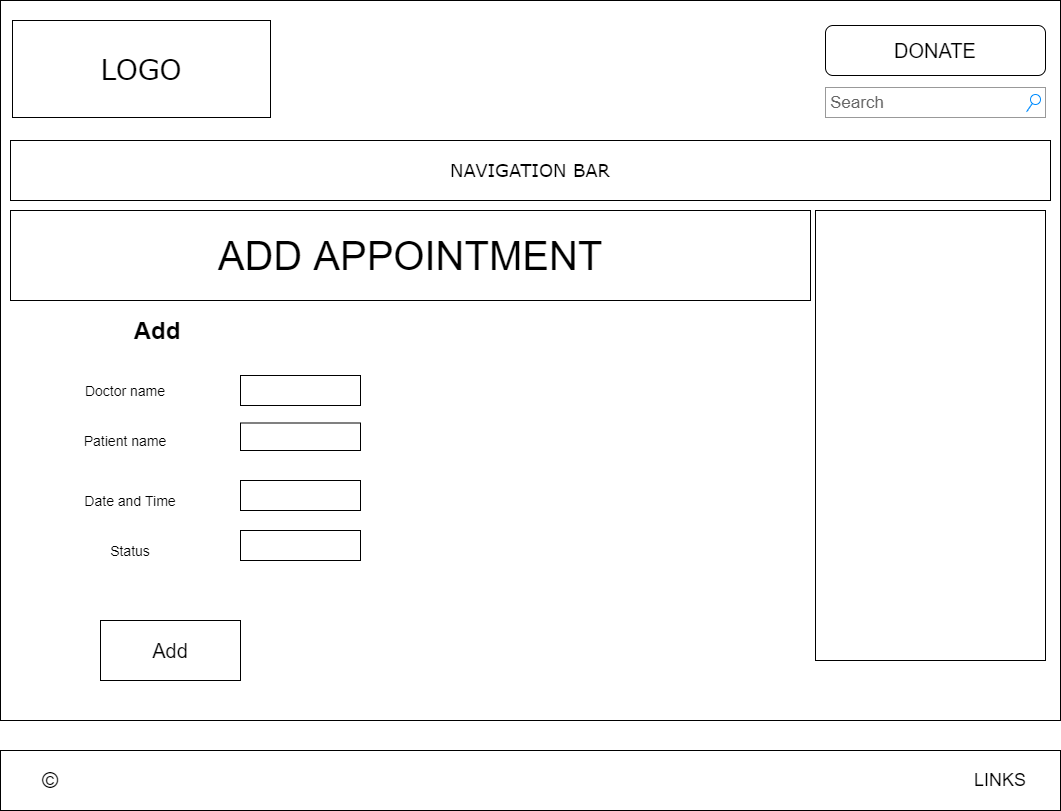 LOGO
DONATE
Search
NAVIGATION BAR
ADD APPOINTMENT
Add
Doctor name
Patient name
Date and Time
Status
Add
©
LINKS